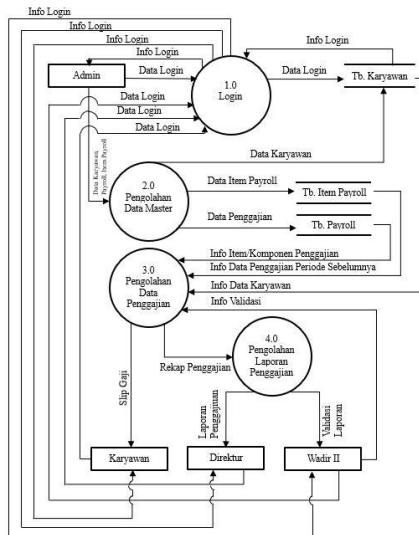 Info Login
Info Login
Info Login
Info Login
Info Login
Admin
Data Login
1.0
Login
Data Login
Tb. Karyawan
Data Login
Data Login
Data Login
Data Karyawan,
Payroll, Item Payroll
Data Karyawan
2.0
Pengolahan
Data Master
Data Item Payroll
Tb. Item Payroll
Data Penggajian
Tb. Payroll
Info Item/Komponen Penggajian
Info Data Penggajian Periode Sebelumnya
3.0
Pengolahan
Data
Penggajian
Info Data Karyawan
Info Validasi
4.0
Pengolahan
Laporan
Penggajian
Rekap Penggajian
Slip Gaji
Laporan
Penggajiuan
Validasi
Laporan
Karyawan
Direktur
Wadir II